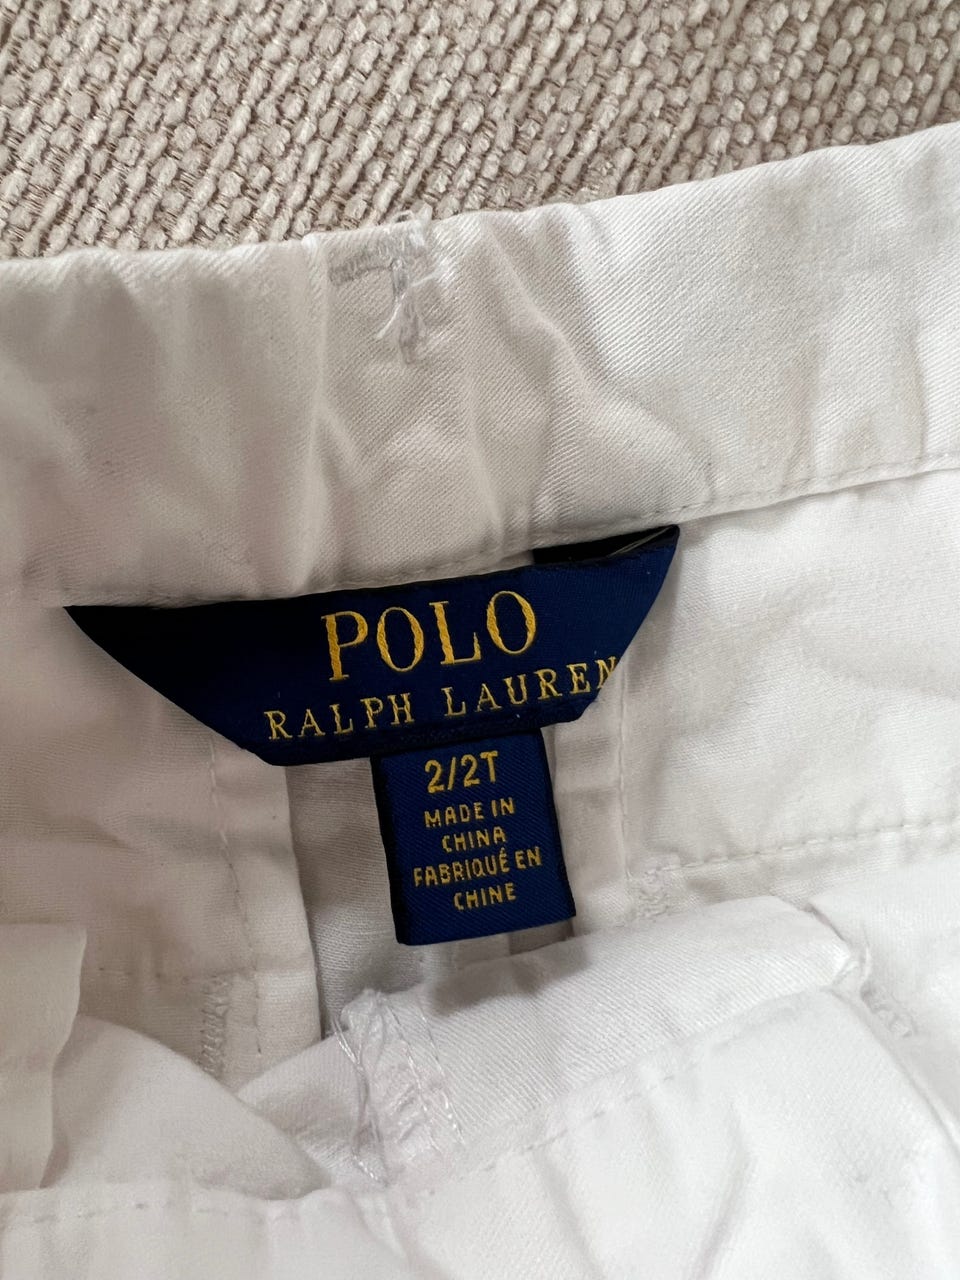 POLO
RALPH LAUREN
2/2T
MADE IN
CHINA
FABRIQUÉ EN
CHINE